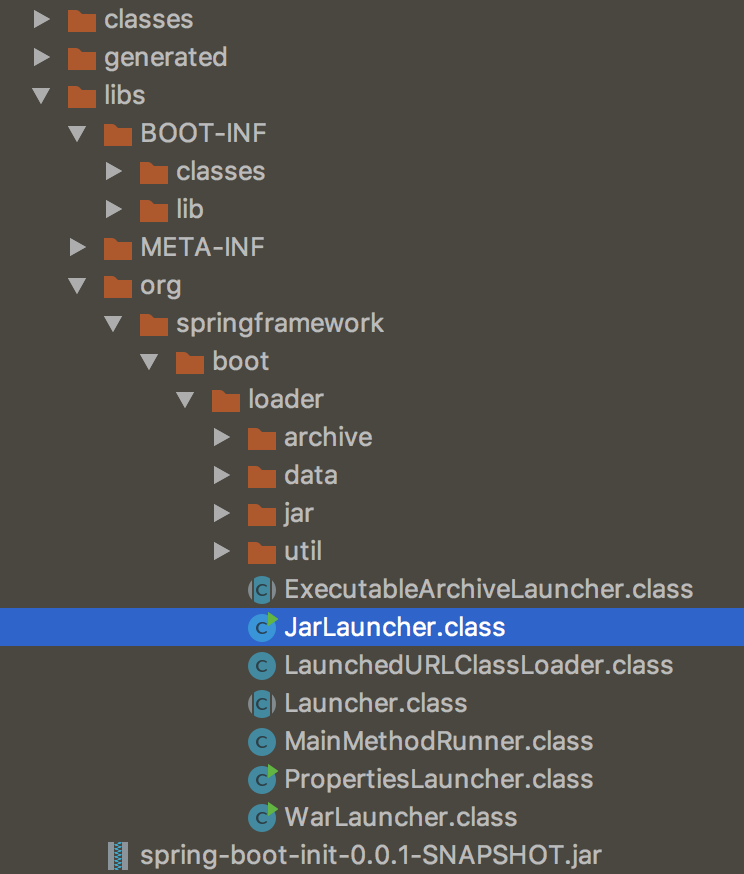 classes
generated
libs
BOOT-INF
classes
lib
META-INF
org
springframework
boot
loader
archive
data
jar
util
ExecutableArchiveLauncher.class
JarLauncher.class
LaunchedURLClassLoader.class
Launcher.class
MainMethodRunner.class
PropertiesLauncher.class
WarLauncher.class
spring-boot-init-0.0.1-SNAPSHOT.jar